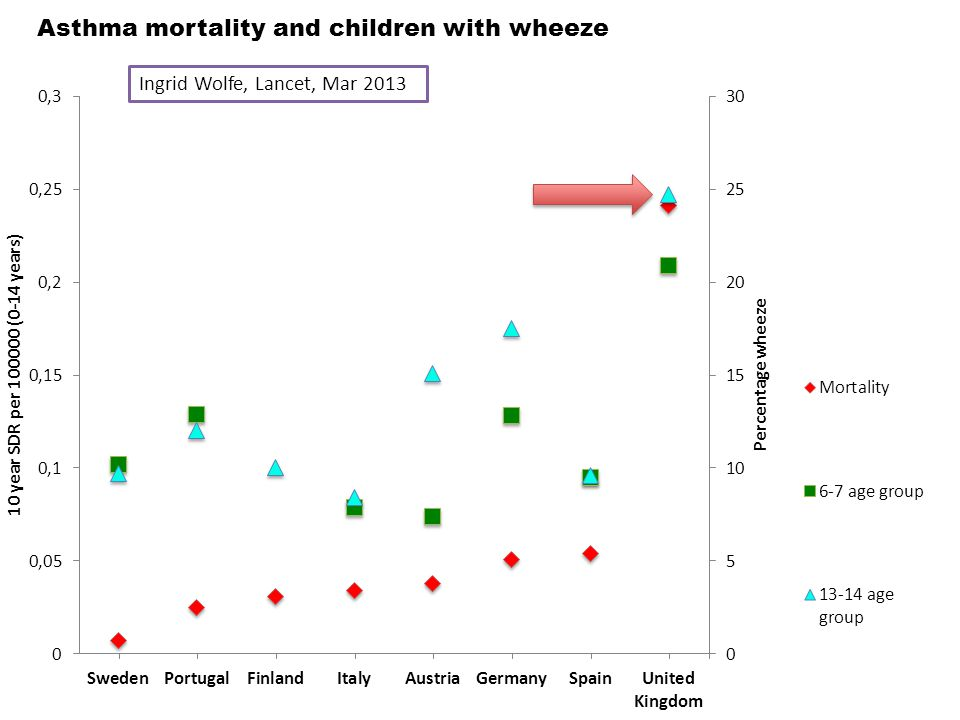 Asthma mortality and children with wheeze
Ingrid Wolfe, Lancet, Mar 2013
10 year SDR per 100000 (0-14 years)
0,3
0,25
0,2
0,15
0,1
0,05
0
30
25
20
15
10
5
0
Percentage wheeze
Sweden Portugal Finland Italy Austria Germany Spain United
Kingdom
Mortality
6-7 age group
13-14 age
group